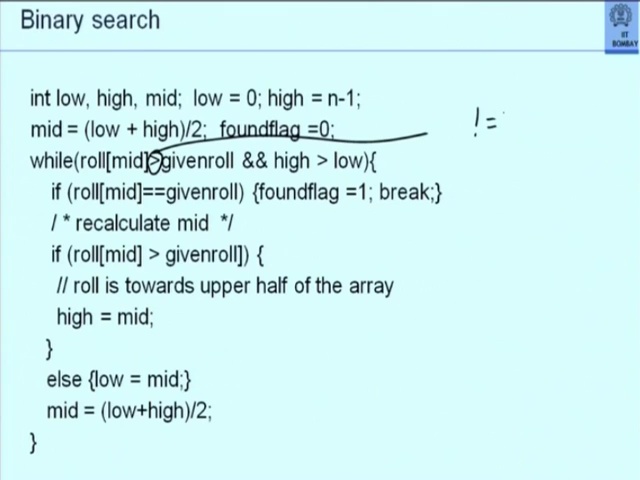 Binary search
IIT
BOMBAY
int low, high, mid; low = 0; high = n-1;
mid = (low + high)/2; foundflag =0;
!=
while(roll[mid]>givenroll && high > low){
if (roll[mid]==givenroll) {foundflag =1; break;}
/ * recalculate mid */
if (roll[mid] > givenroll]) {
// roll is towards upper half of the array
high = mid;
}
else {low = mid;}
mid = (low+high)/2;
}